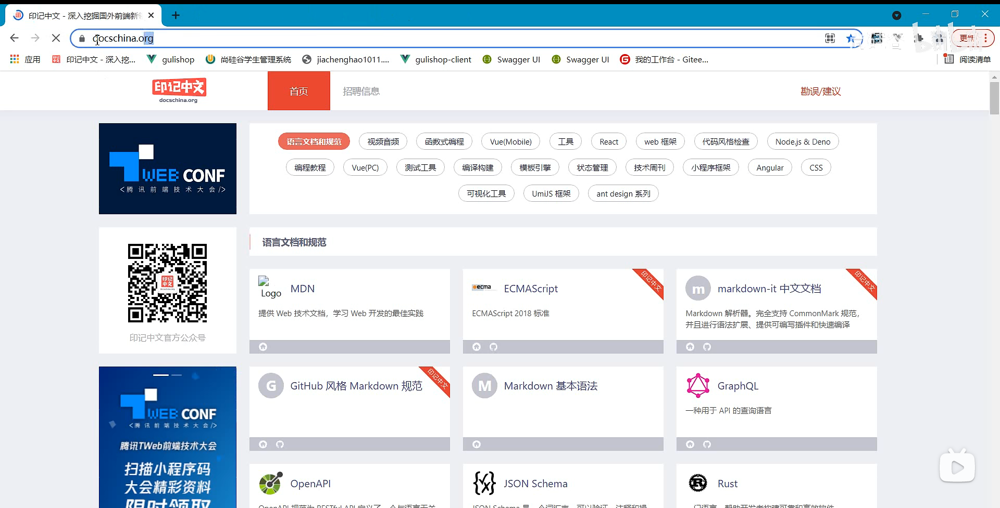 印记中文 - 深入挖掘国外前端新
docschina.org
更新
应用
印记中文 - 深入挖...
gulishop
尚硅谷学生管理系统
jiachenghao1011....
gulishop-client
Swagger UI
Swagger UI
我的工作台 - Gitee...
阅读清单
印记中文
docschina.org
首页
招聘信息
勘误/建议
WEB CONF
<腾讯前端技术大会/>
语言文档和规范
视频音频
函数式编程
Vue(Mobile)
工具
React
web 框架
代码风格检查
Node.js & Deno
编程教程
Vue(PC)
测试工具
编译构建
模板引擎
状态管理
技术周刊
小程序框架
Angular
CSS
可视化工具
UmiJS 框架
ant design 系列
印记中文
印记中文官方公众号
语言文档和规范
Logo
MDN
提供 Web 技术文档，学习 Web 开发的最佳实践
ecma
ECMAScript
印记中文
ECMAScript 2018 标准
m
markdown-it 中文文档
印记中文
Markdown 解析器。完全支持 CommonMark 规范，
并且进行语法扩展、提供可编写插件和快速编译
WEB CONF
<腾讯前端技术大会/>
腾讯TWeb前端技术大会
扫描小程序码
大会精彩资料
限时领取
G
GitHub 风格 Markdown 规范
印记中文
M
Markdown 基本语法
GraphQL
一种用于 API 的查询语言
OpenAPI
JSON Schema
Rust